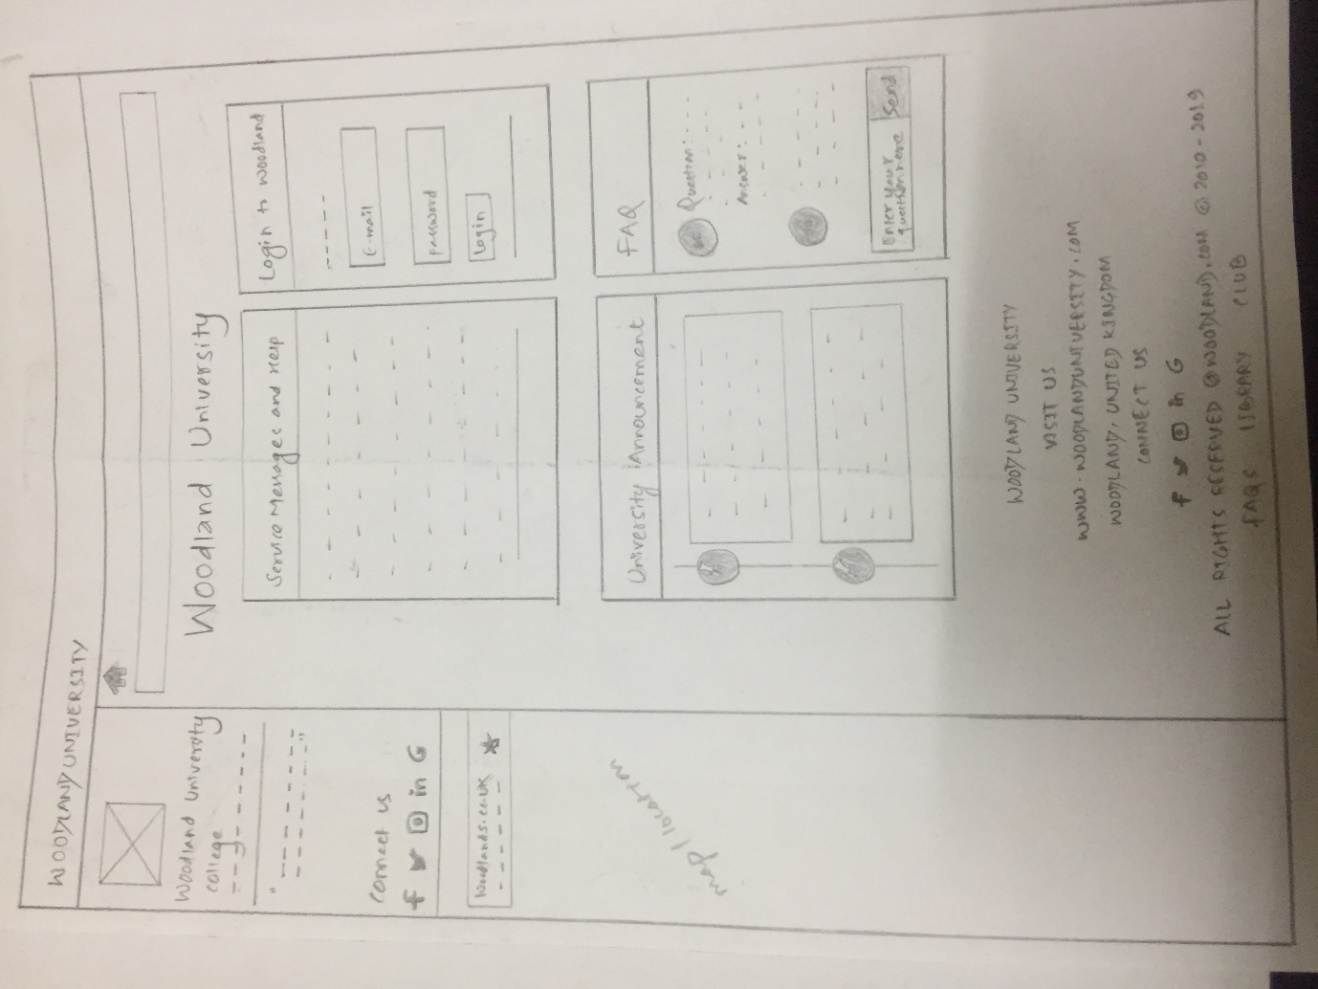 WOODLAND UNIVERSITY
Woodland University
college
Connect us
f in G
Woodlands.co.uk
map/location
Woodland University
Service Messages and Help
Login to Woodland
E-mail
password
Login
University Announcement
FAQ
Question:
Answer:
Enter your
question here
Send
WOODLAND UNIVERSITY
VISIT US
WWW.WOODLANDUNIVERSITY.COM
WOODLAND, UNITED KINGDOM
CONNECT US
f in G
ALL RIGHTS RESERVED @WOODLAND.COM © 2010-2019
FAQS LIBRARY CLUB